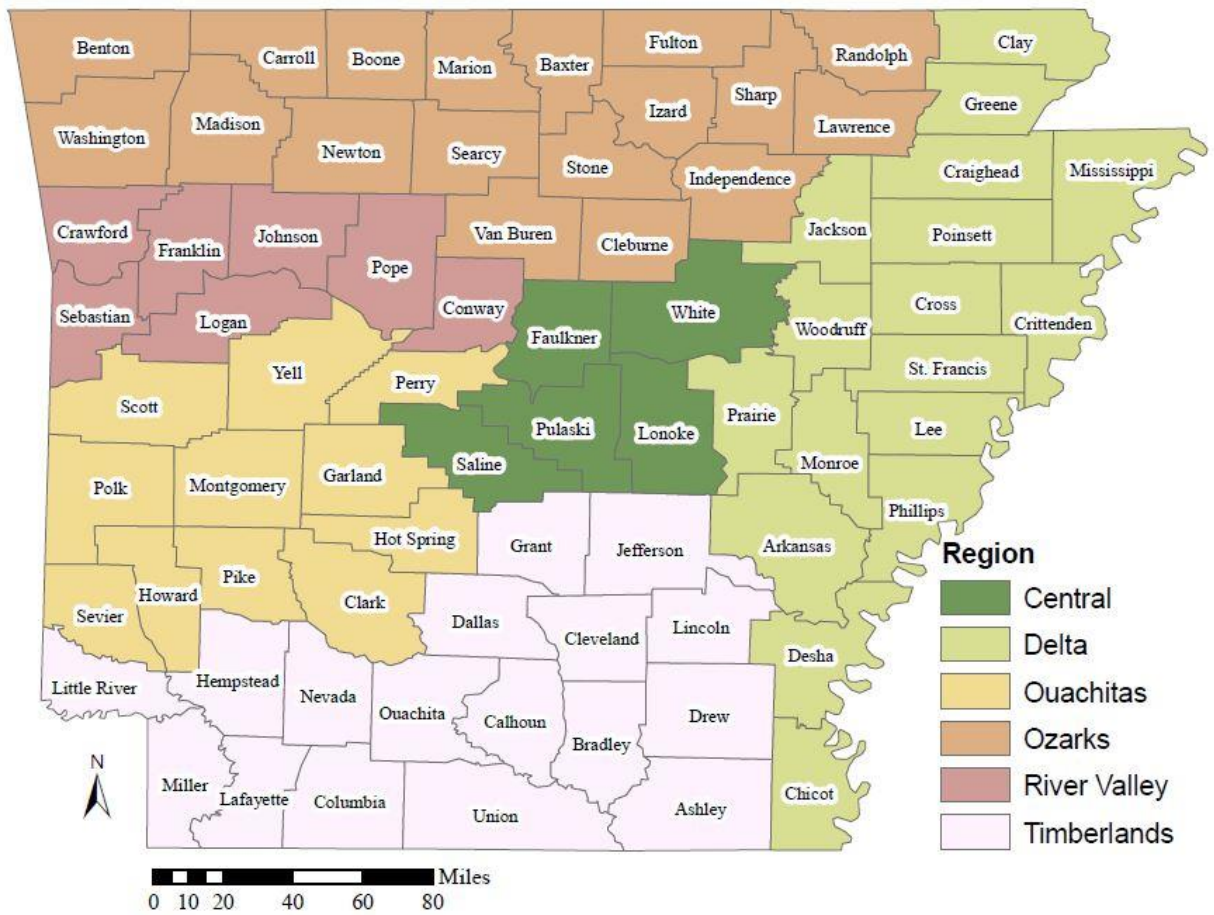 Benton
Carroll
Boone
Marion
Baxter
Fulton
Randolph
Clay
Washington
Madison
Newton
Searcy
Stone
Izard
Sharp
Lawrence
Greene
Independence
Craighead
Mississippi
Crawford
Franklin
Johnson
Pope
Van Buren
Cleburne
Jackson
Poinsett
Sebastian
Logan
Conway
Faulkner
White
Woodruff
Cross
Crittenden
Scott
Yell
Perry
St. Francis
Pulaski
Lonoke
Prairie
Lee
Polk
Montgomery
Garland
Saline
Monroe
Phillips
Hot Spring
Grant
Jefferson
Arkansas
Sevier
Howard
Pike
Clark
Dallas
Cleveland
Lincoln
Desha
Little River
Hempstead
Nevada
Ouachita
Calhoun
Bradley
Drew
Miller
Lafayette
Columbia
Union
Ashley
Chicot
Region
Central
Delta
Ouachitas
Ozarks
River Valley
Timberlands
N
Miles
0 10 20 40 60 80